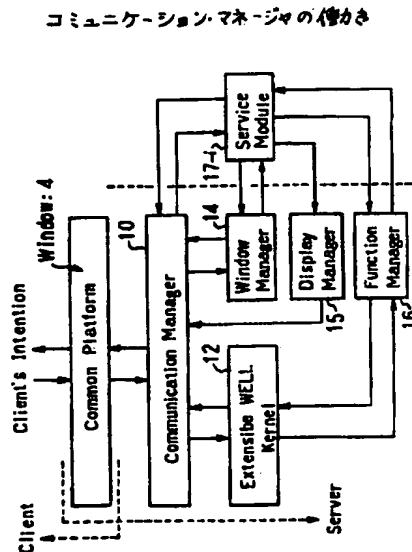 コミュニケーション・マネージャの働き
Client's Intention
Client
Window: 4
Common Platform
10
Communication Manager
12
Extensibe WELL
Kernel
14
Window
Manager
15
Display
Manager
16
Function
Manager
17-i
Service
Module
Server